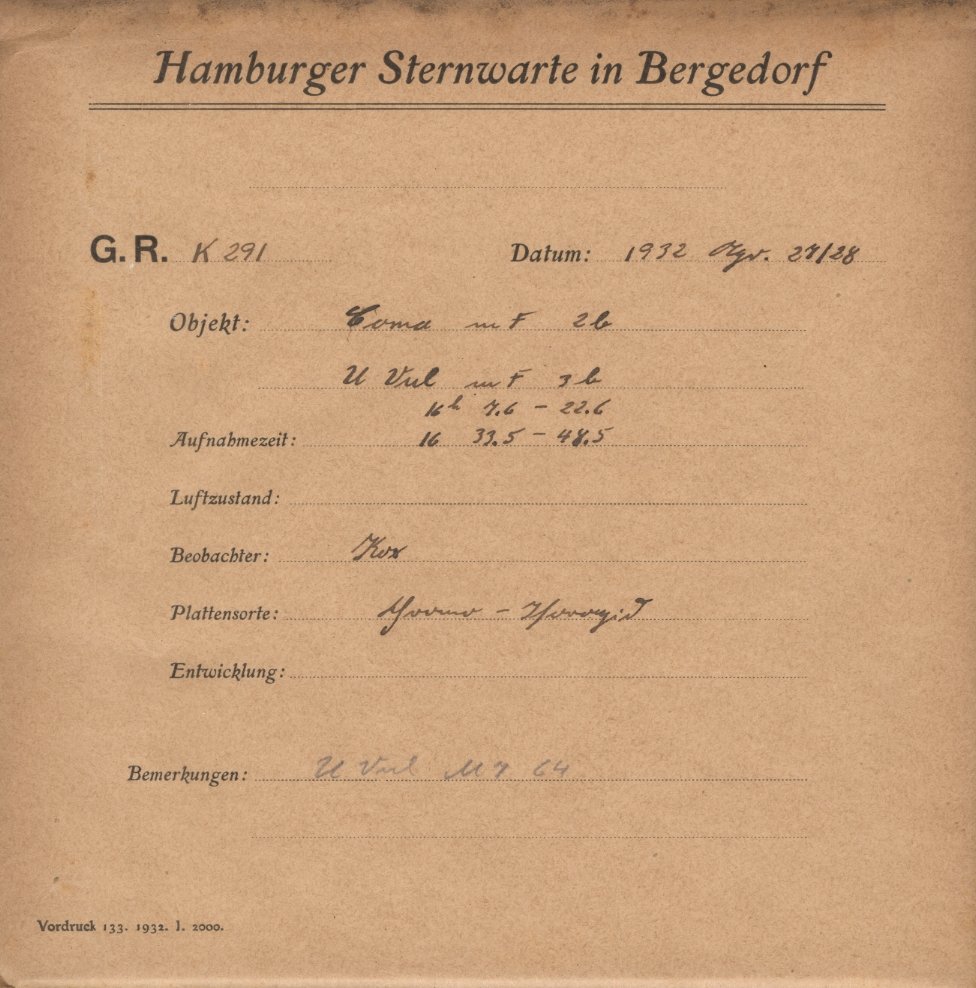 Hamburger Sternwarte in Bergedorf
G. R. K 291 Datum: 1932 Apr. 27/28
Objekt: Coma m F 2b
U Vul m F 3b
16h 7.6 – 22.6
Aufnahmezeit: 16 33.5 – 48.5
Luftzustand:
Beobachter: Kox
Plattensorte:
Entwicklung:
Bemerkungen: U Vul 64
Vordruck 133. 1932. I. 2000.